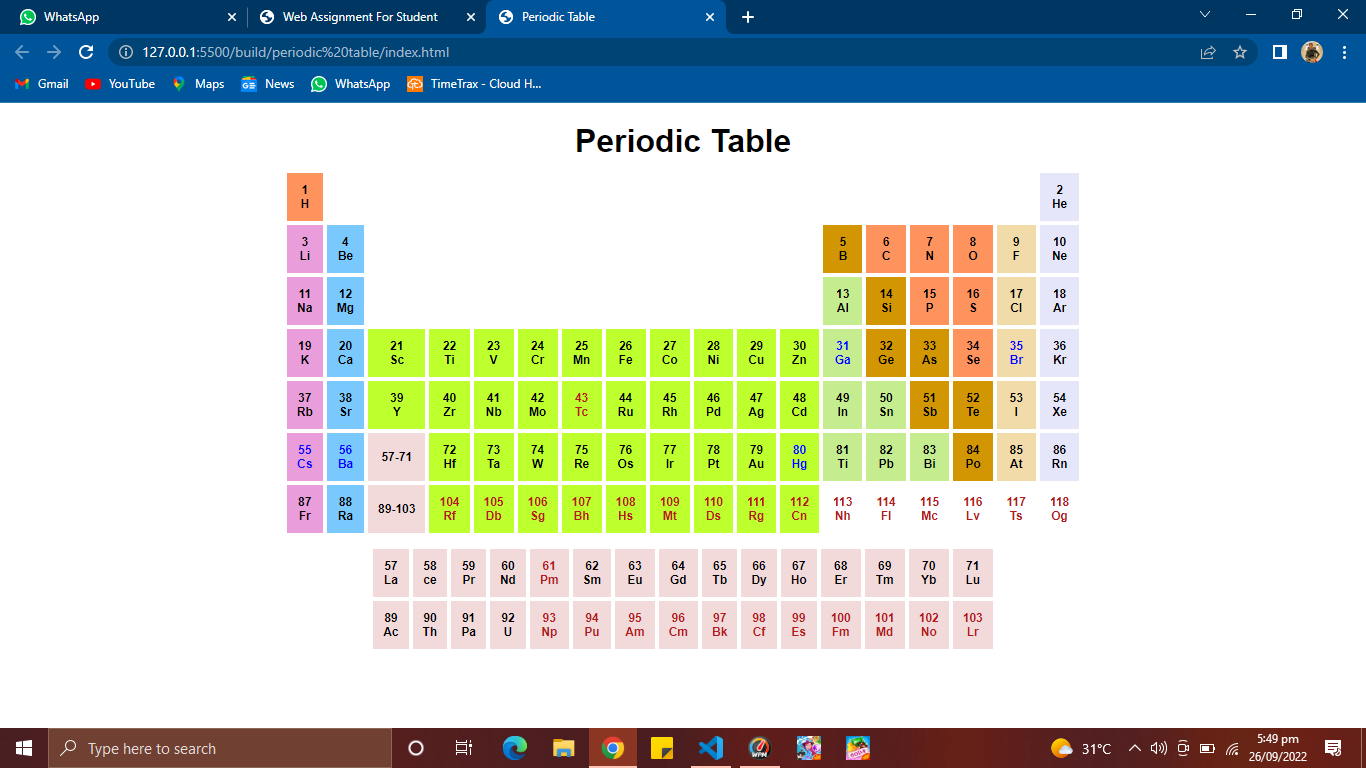 WhatsApp Web Assignment For Student Periodic Table
127.0.0.1:5500/build/periodic%20table/index.html
Gmail YouTube Maps News WhatsApp TimeTrax - Cloud H...
Periodic Table
1 2
H He
3 4 5 6 7 8 9 10
Li Be B C N O F Ne
11 12 13 14 15 16 17 18
Na Mg Al Si P S Cl Ar
19 20 21 22 23 24 25 26 27 28 29 30 31 32 33 34 35 36
K Ca Sc Ti V Cr Mn Fe Co Ni Cu Zn Ga Ge As Se Br Kr
37 38 39 40 41 42 43 44 45 46 47 48 49 50 51 52 53 54
Rb Sr Y Zr Nb Mo Tc Ru Rh Pd Ag Cd In Sn Sb Te I Xe
55 56 57-71 72 73 74 75 76 77 78 79 80 81 82 83 84 85 86
Cs Ba Hf Ta W Re Os Ir Pt Au Hg Ti Pb Bi Po At Rn
87 88 89-103 104 105 106 107 108 109 110 111 112 113 114 115 116 117 118
Fr Ra Rf Db Sg Bh Hs Mt Ds Rg Cn Nh Fl Mc Lv Ts Og
57 58 59 60 61 62 63 64 65 66 67 68 69 70 71
La ce Pr Nd Pm Sm Eu Gd Tb Dy Ho Er Tm Yb Lu
89 90 91 92 93 94 95 96 97 98 99 100 101 102 103
Ac Th Pa U Np Pu Am Cm Bk Cf Es Fm Md No Lr
Type here to search 31°C 5:49 pm
26/09/2022